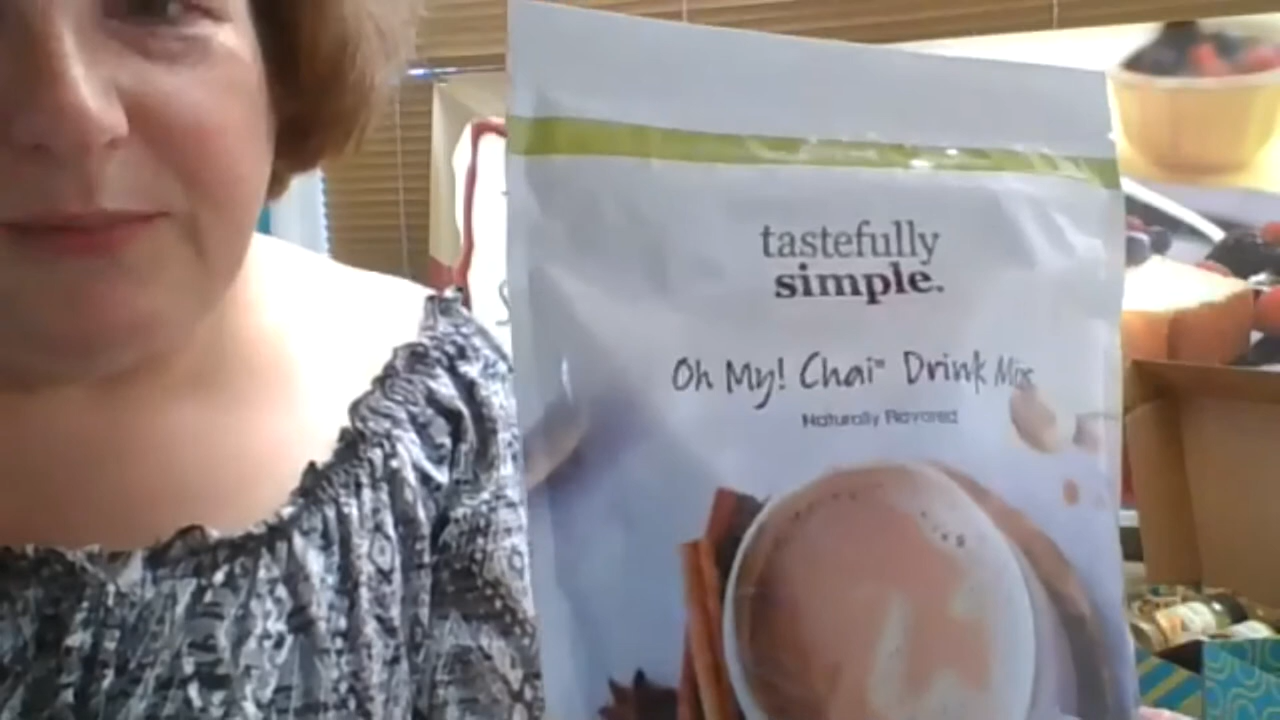 tastefully
simple.
Oh My! Chai™ Drink Mix
Naturally Flavored